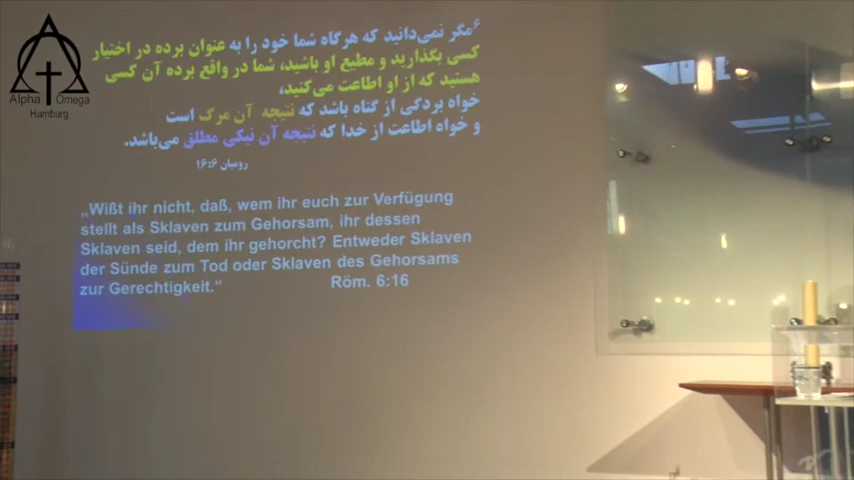 Alpha Omega
Hamburg
۶مگر نمی‌دانید که هرگاه شما خود را به عنوان برده در اختیار
کسی بگذارید و مطیع او باشید، شما در واقع برده آن کسی
هستید که از او اطاعت می‌کنید،
خواه بردگی از گناه باشد که نتیجه آن مرگ است
و خواه اطاعت از خدا که نتیجه آن نیکی مطلق می‌باشد.
رومیان ۱۶:۶
„Wißt ihr nicht, daß, wem ihr euch zur Verfügung
stellt als Sklaven zum Gehorsam, ihr dessen
Sklaven seid, dem ihr gehorcht? Entweder Sklaven
der Sünde zum Tod oder Sklaven des Gehorsams
zur Gerechtigkeit.“ Röm. 6:16